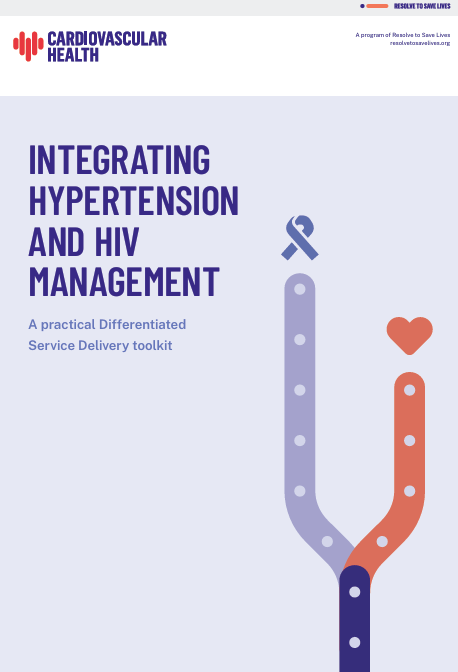 RESOLVE TO SAVE LIVES
CARDIOVASCULAR
HEALTH
A program of Resolve to Save Lives
resolvetosavelives.org
INTEGRATING
HYPERTENSION
AND HIV
MANAGEMENT
A practical Differentiated
Service Delivery toolkit